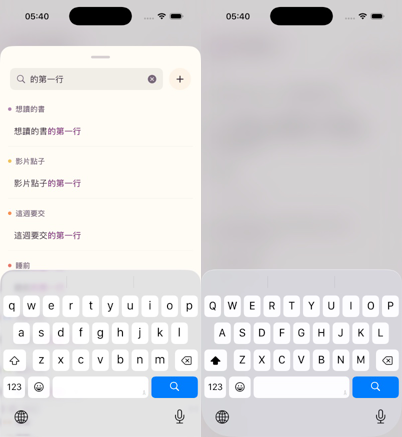 05:40
的第一行
想讀的書
想讀的書的第一行
影片點子
影片點子的第一行
這週要交
這週要交的第一行
睡前
q w e r t y u i o p
a s d f g h j k l
z x c v b n m
123
05:40
Q W E R T Y U I O P
A S D F G H J K L
Z X C V B N M
123